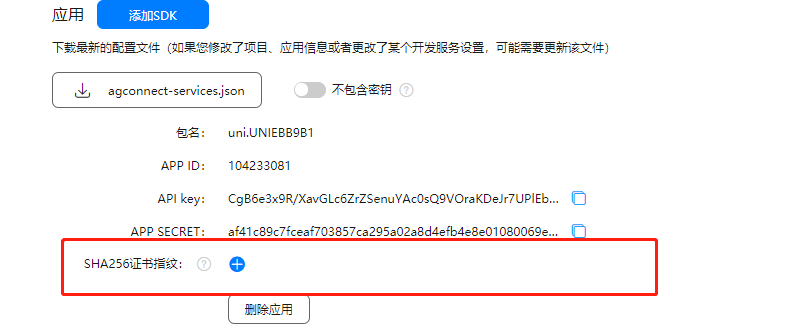 应用 添加SDK
下载最新的配置文件（如果您修改了项目、应用信息或者更改了某个开发服务设置，可能需要更新该文件）
agconnect-services.json 不包含密钥 ?
包名： uni.UNIEBB9B1
APP ID： 104233081
API key： CgB6e3x9R/XavGLc6ZrZSenuYAc0sQ9VOraKDeJr7UPlEb...
APP SECRET： af41c89c7fceaf703857ca295a02a8d4efb4e8e01080069e...
SHA256证书指纹： ?
删除应用